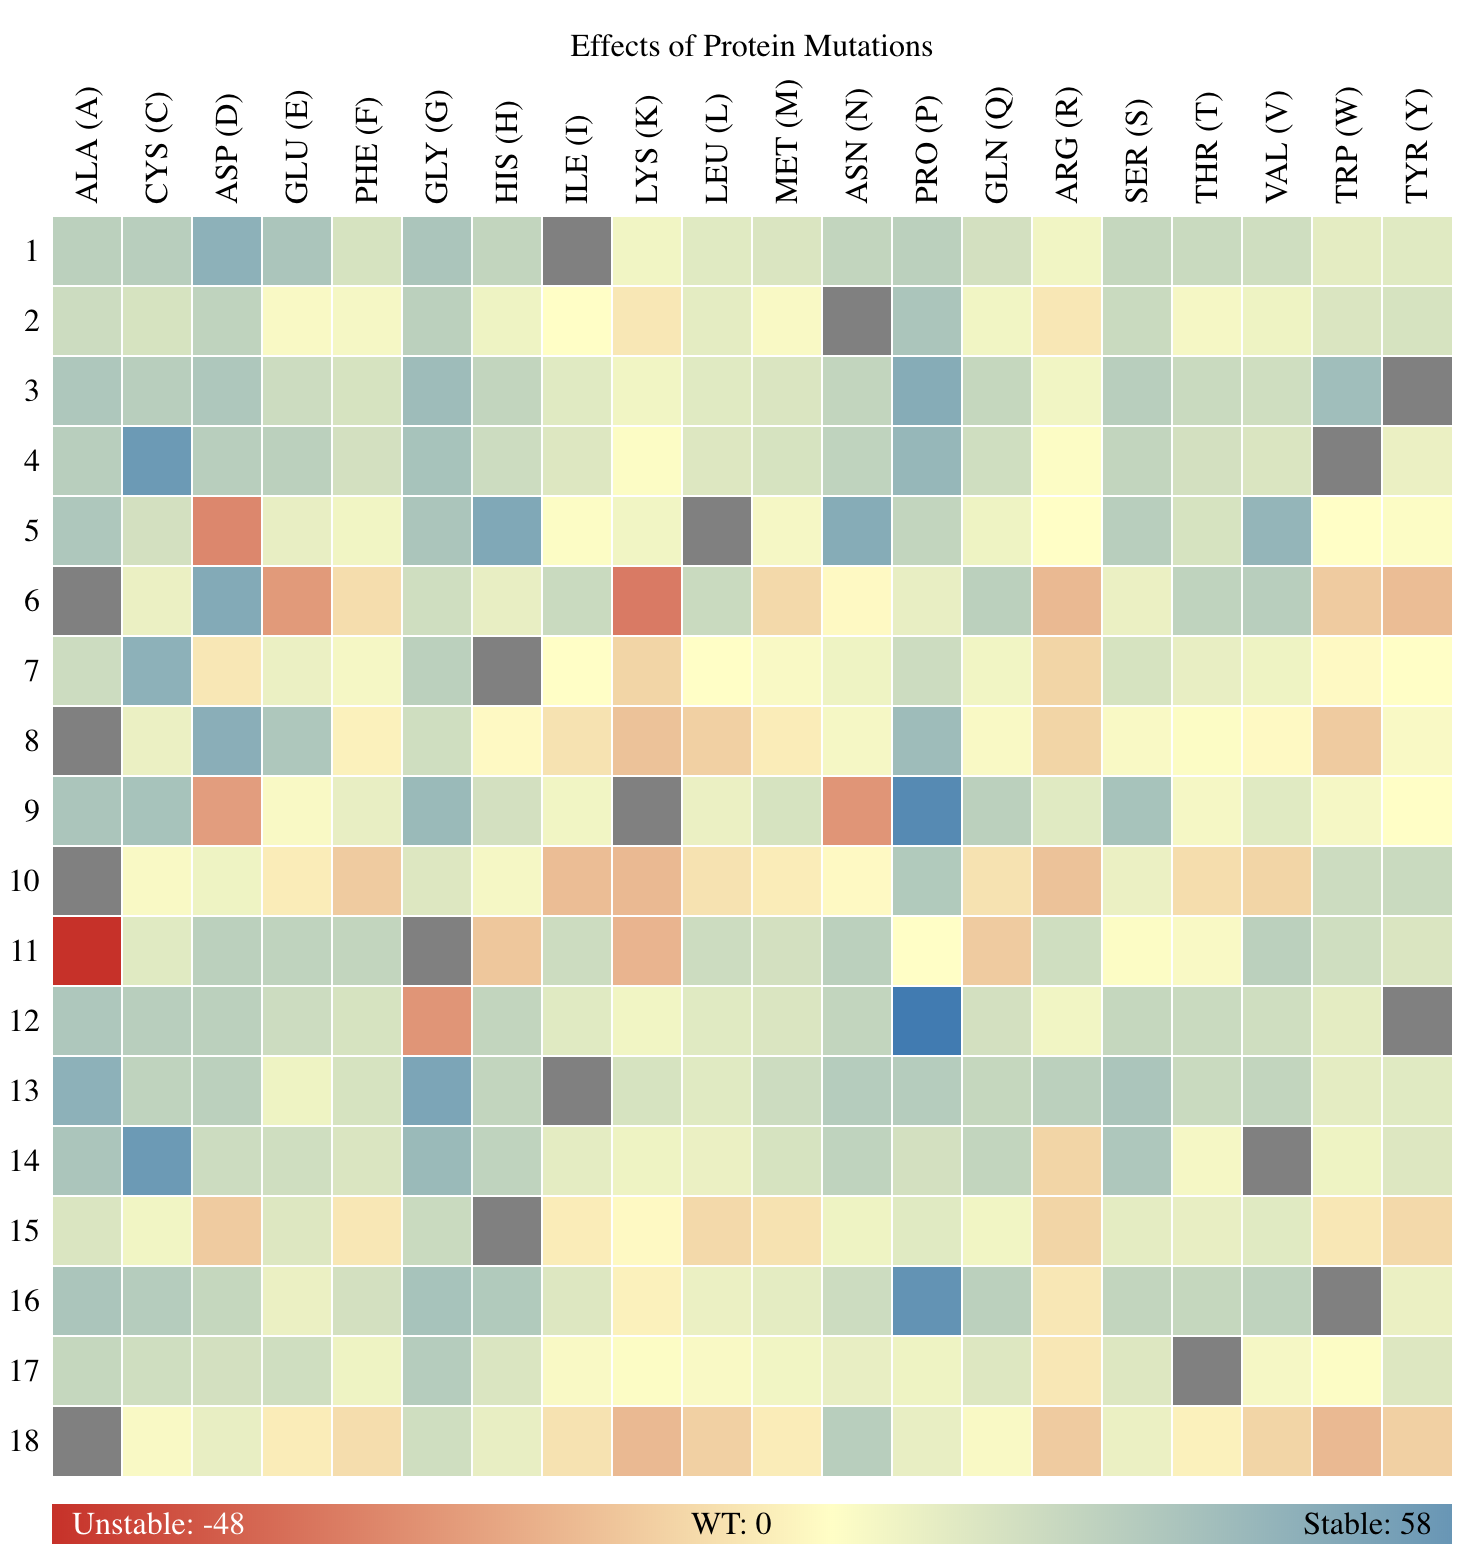 Effects of Protein Mutations
ALA (A)
CYS (C)
ASP (D)
GLU (E)
PHE (F)
GLY (G)
HIS (H)
ILE (I)
LYS (K)
LEU (L)
MET (M)
ASN (N)
PRO (P)
GLN (Q)
ARG (R)
SER (S)
THR (T)
VAL (V)
TRP (W)
TYR (Y)
1
2
3
4
5
6
7
8
9
10
11
12
13
14
15
16
17
18
Unstable: -48 WT: 0 Stable: 58